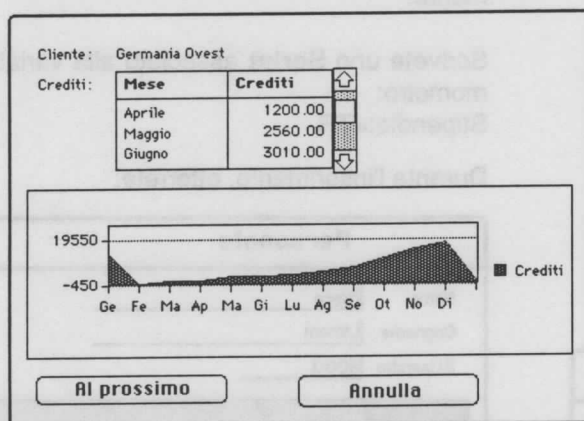 Cliente: Germania Ovest
Crediti:
Mese Crediti
Aprile 1200.00
Maggio 2560.00
Giugno 3010.00
19550
-450
Ge Fe Ma Ap Ma Gi Lu Ag Se Ot No Di
Crediti
Al prossimo
Annulla